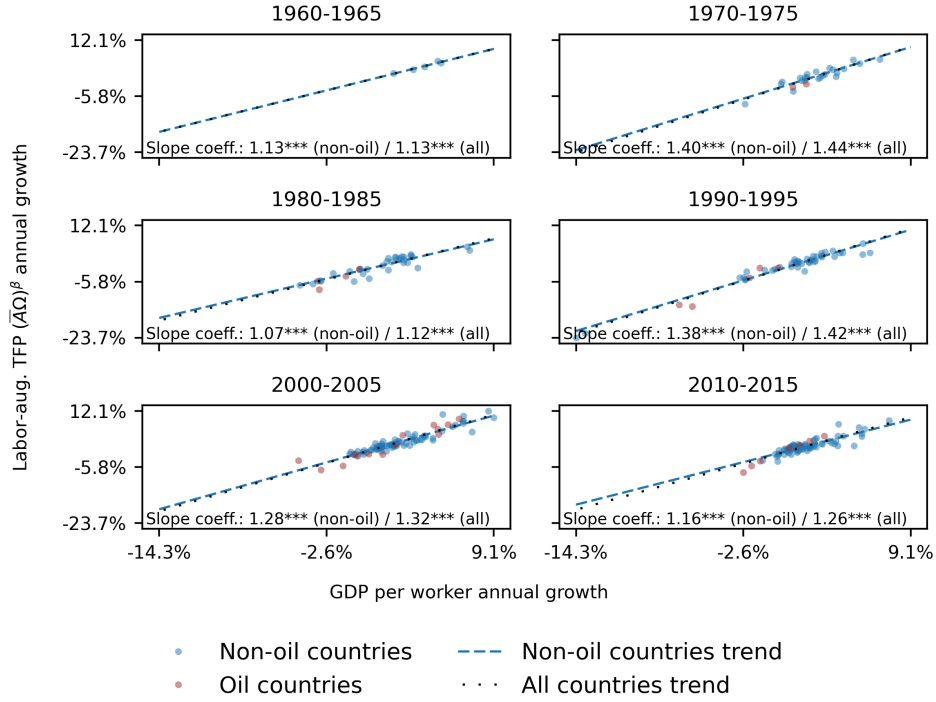 1960-1965
1970-1975
12.1%
-5.8%
-23.7%
Slope coeff.: 1.13*** (non-oil) / 1.13*** (all)
Slope coeff.: 1.40*** (non-oil) / 1.44*** (all)
1980-1985
1990-1995
12.1%
-5.8%
-23.7%
Slope coeff.: 1.07*** (non-oil) / 1.12*** (all)
Slope coeff.: 1.38*** (non-oil) / 1.42*** (all)
2000-2005
2010-2015
12.1%
-5.8%
-23.7%
Slope coeff.: 1.28*** (non-oil) / 1.32*** (all)
Slope coeff.: 1.16*** (non-oil) / 1.26*** (all)
-14.3% -2.6% 9.1%
-14.3% -2.6% 9.1%
Labor-aug. TFP (A̅Ω)^β annual growth
GDP per worker annual growth
Non-oil countries
Non-oil countries trend
Oil countries
All countries trend